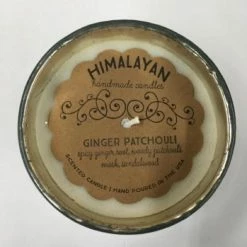 HIMALAYAN
handmade candles
GINGER PATCHOULI
spicy ginger root, woody patchouli
musk, sandalwood
SCENTED CANDLE | HAND POURED IN THE USA